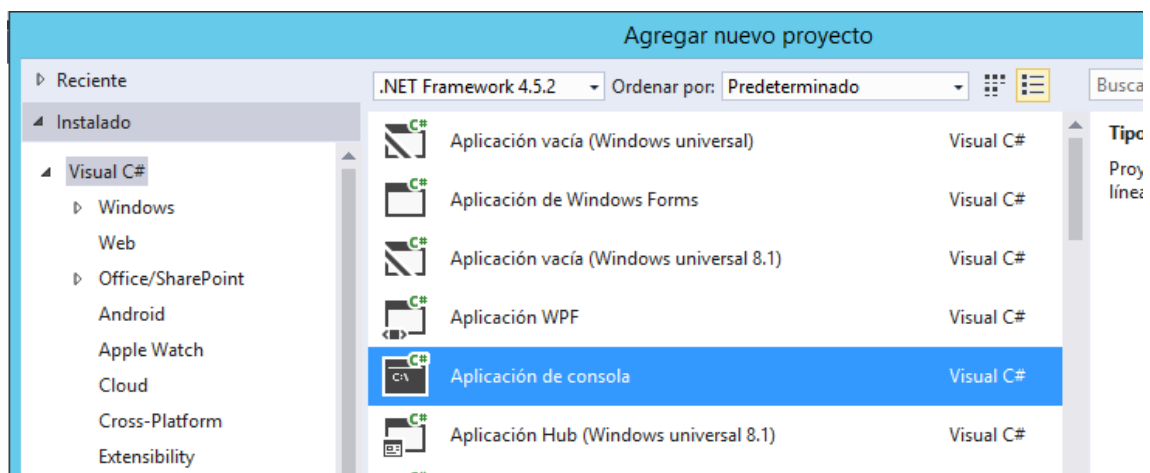 Agregar nuevo proyecto
Reciente
Instalado
Visual C#
Windows
Web
Office/SharePoint
Android
Apple Watch
Cloud
Cross-Platform
Extensibility
.NET Framework 4.5.2 Ordenar por: Predeterminado
C# Aplicación vacía (Windows universal) Visual C#
C# Aplicación de Windows Forms Visual C#
C# Aplicación vacía (Windows universal 8.1) Visual C#
C# Aplicación WPF Visual C#
C# C:\ Aplicación de consola Visual C#
C# Aplicación Hub (Windows universal 8.1) Visual C#
Busca
Tipo
Proy
línea